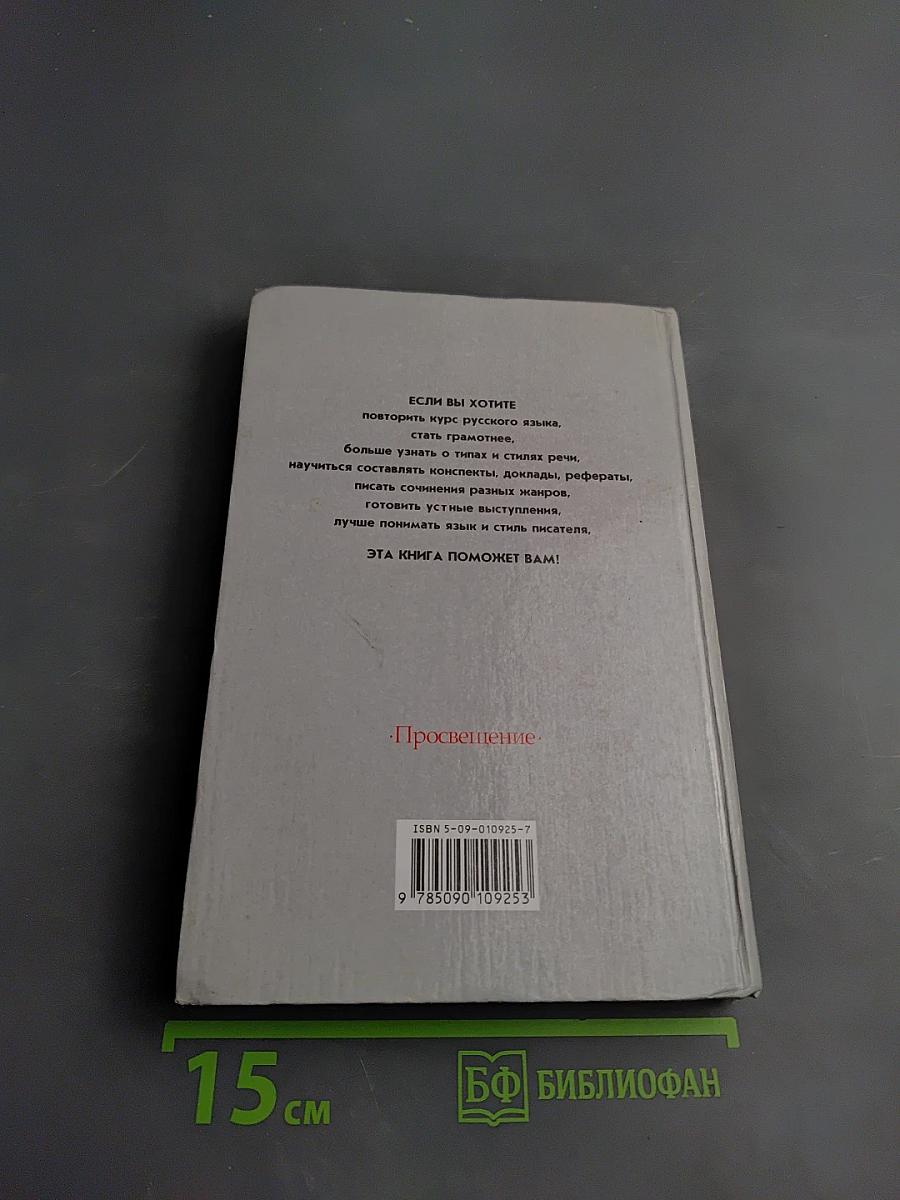 ЕСЛИ ВЫ ХОТИТЕ
повторить курс русского языка,
стать грамотнее,
больше узнать о типах и стилях речи,
научиться составлять конспекты, доклады, рефераты,
писать сочинения разных жанров,
готовить устные выступления,
лучше понимать язык и стиль писателя,
ЭТА КНИГА ПОМОЖЕТ ВАМ!
·Просвещение·
ISBN 5-09-010925-7
9 785090 109253
15 см
БФ БИБЛИОФАН